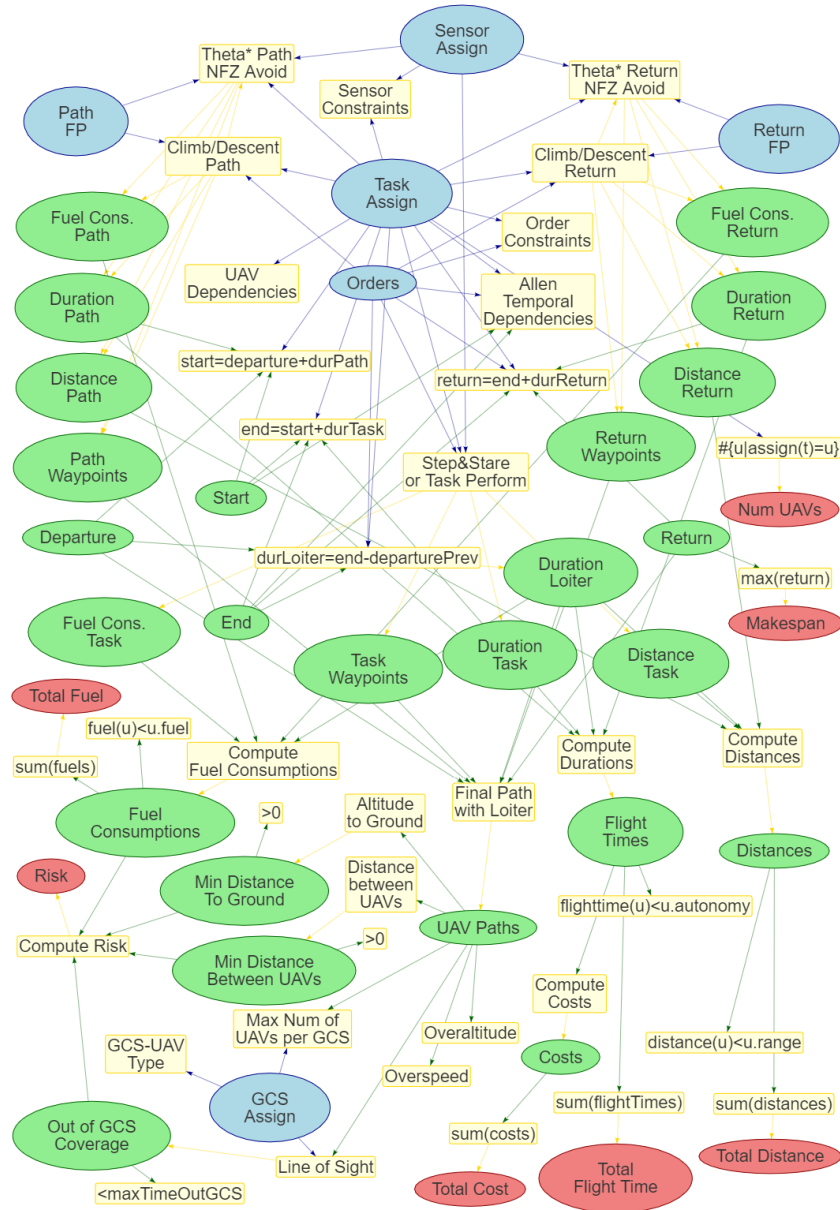 Sensor
Assign
Theta* Path
NFZ Avoid
Theta* Return
NFZ Avoid
Sensor
Constraints
Path
FP
Return
FP
Climb/Descent
Path
Climb/Descent
Return
Task
Assign
Fuel Cons.
Path
Fuel Cons.
Return
Order
Constraints
UAV
Dependencies
Orders
Allen
Temporal
Dependencies
Duration
Path
Duration
Return
start=departure+durPath
return=end+durReturn
Distance
Path
Distance
Return
end=start+durTask
Return
Waypoints
#{u|assign(t)=u}
Path
Waypoints
Step&Stare
or Task Perform
Start
Num UAVs
Departure
Return
durLoiter=end-departurePrev
Duration
Loiter
max(return)
Fuel Cons.
Task
End
Makespan
Task
Waypoints
Duration
Task
Distance
Task
Total Fuel
fuel(u)<u.fuel
Compute
Fuel Consumptions
Compute
Durations
Compute
Distances
sum(fuels)
Final Path
with Loiter
Fuel
Consumptions
>0
Altitude
to Ground
Flight
Times
Distances
Risk
Min Distance
To Ground
Distance
between
UAVs
flighttime(u)<u.autonomy
UAV Paths
Compute Risk
Min Distance
Between UAVs
>0
Compute
Costs
Max Num of
UAVs per GCS
Overaltitude
distance(u)<u.range
GCS-UAV
Type
Costs
Overspeed
GCS
Assign
sum(flightTimes)
sum(distances)
Out of GCS
Coverage
sum(costs)
Line of Sight
Total Distance
<maxTimeOutGCS
Total Cost
Total
Flight Time